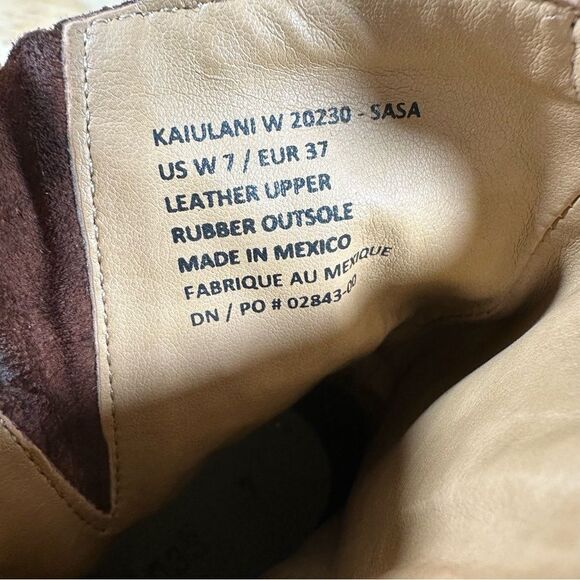 KAIULANI W 20230 - SASA
US W 7 / EUR 37
LEATHER UPPER
RUBBER OUTSOLE
MADE IN MEXICO
FABRIQUE AU MEXIQUE
DN / PO # 02843-00